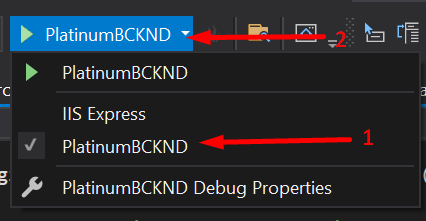 PlatinumBCKND
2
PlatinumBCKND
IIS Express
PlatinumBCKND
1
PlatinumBCKND Debug Properties